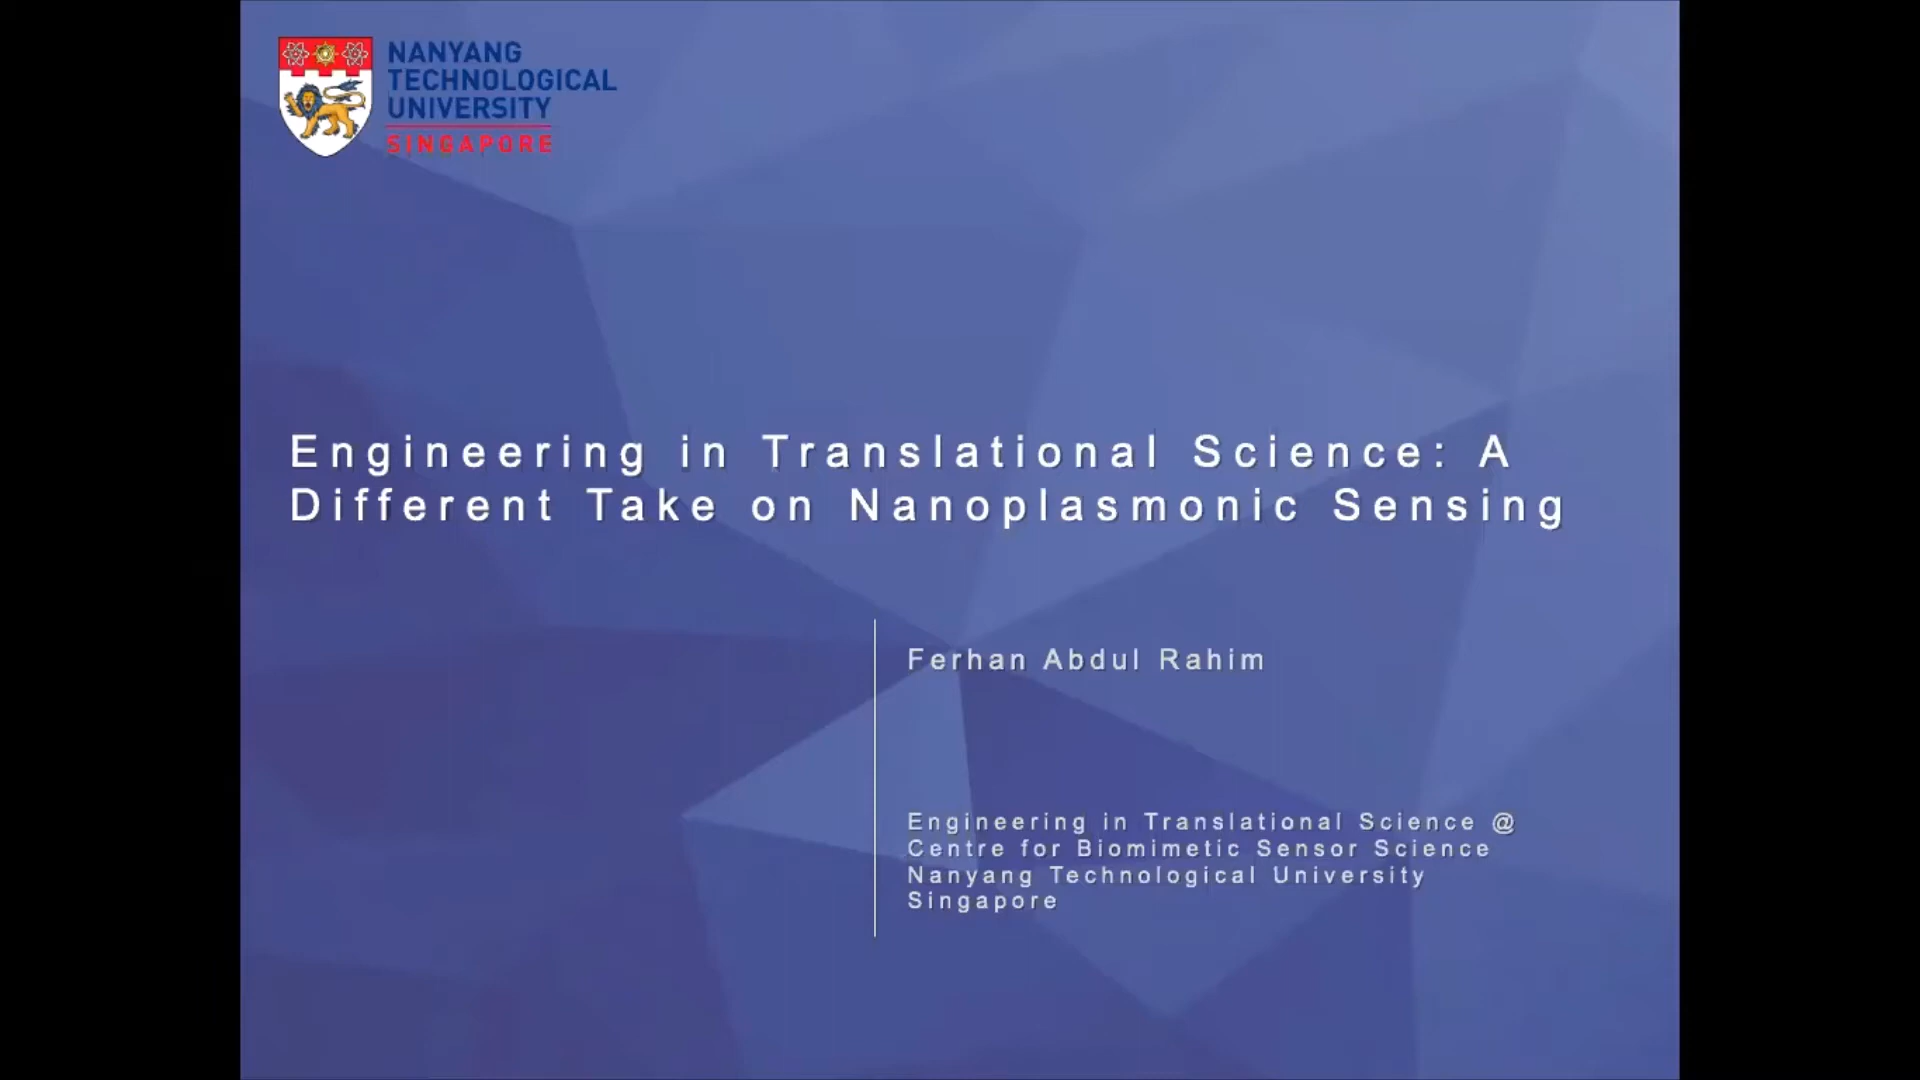 NANYANG
TECHNOLOGICAL
UNIVERSITY
SINGAPORE
Engineering in Translational Science: A
Different Take on Nanoplasmonic Sensing
Ferhan Abdul Rahim
Engineering in Translational Science @
Centre for Biomimetic Sensor Science
Nanyang Technological University
Singapore